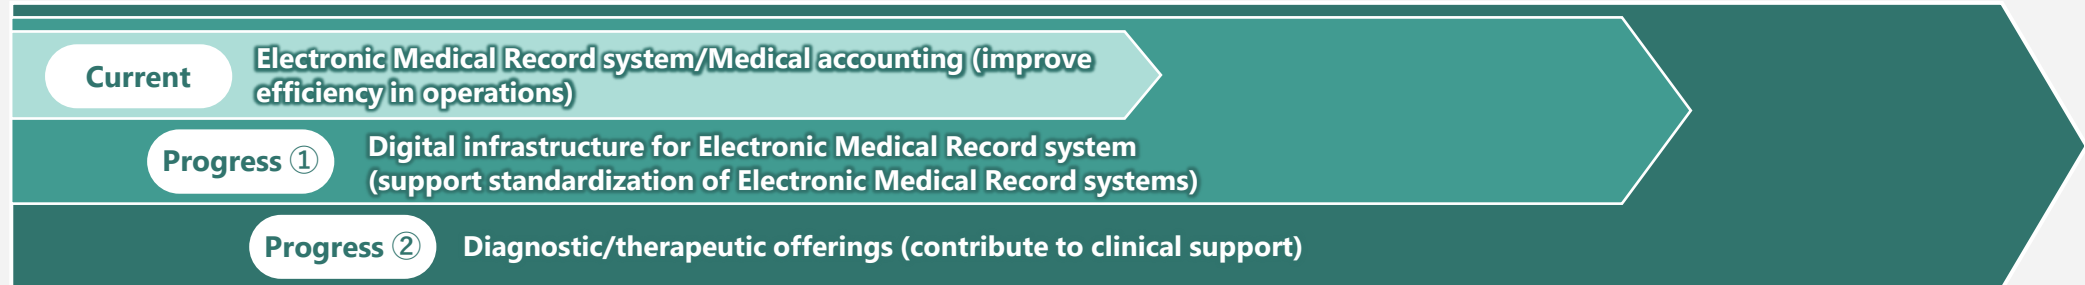 Current
Electronic Medical Record system/Medical accounting (improve
efficiency in operations)
Progress ①
Digital infrastructure for Electronic Medical Record system
(support standardization of Electronic Medical Record systems)
Progress ②
Diagnostic/therapeutic offerings (contribute to clinical support)